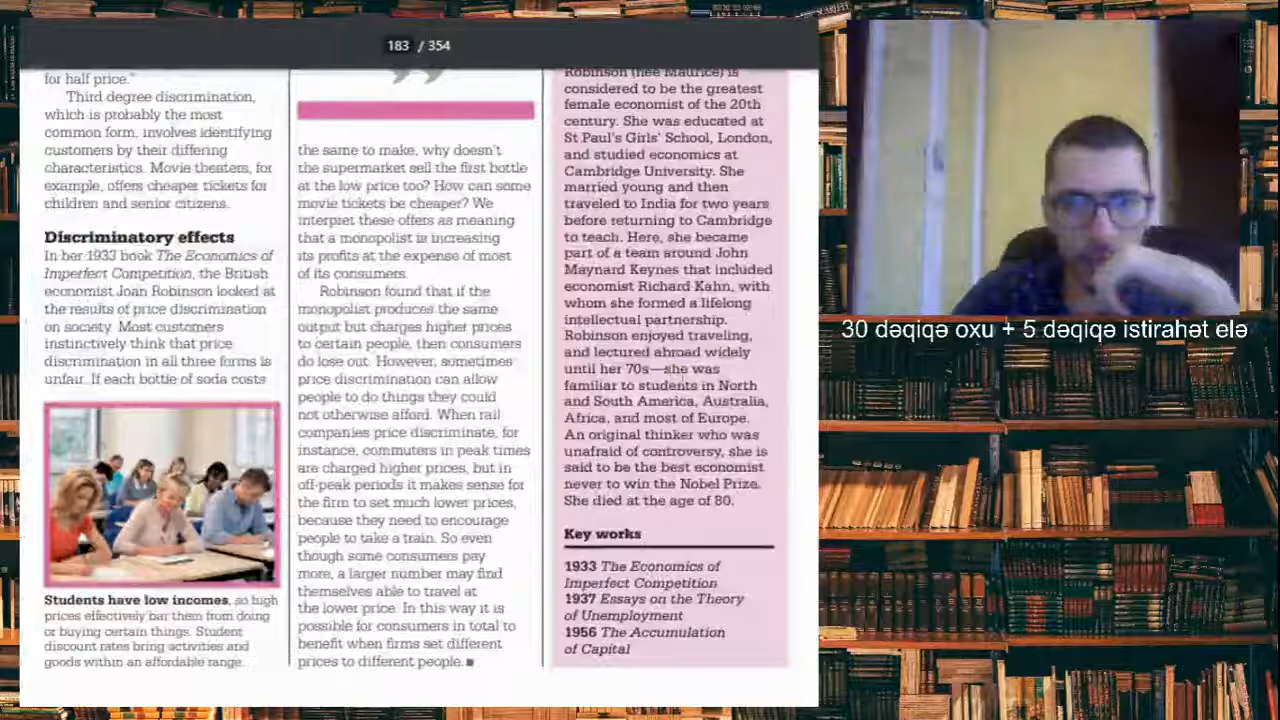 183 / 354
for half price."
Third degree discrimination,
which is probably the most
common form, involves identifying
customers by their differing
characteristics. Movie theaters, for
example, offers cheaper tickets for
children and senior citizens.
Discriminatory effects
In her 1933 book The Economics of
Imperfect Competition, the British
economist Joan Robinson looked at
the results of price discrimination
on society. Most customers
instinctively think that price
discrimination in all three forms is
unfair. If each bottle of soda costs
Students have low incomes, so high
prices effectively bar them from doing
or buying certain things. Student
discount rates bring activities and
goods within an affordable range.
”
the same to make, why doesn't
the supermarket sell the first bottle
at the low price too? How can some
movie tickets be cheaper? We
interpret these offers as meaning
that a monopolist is increasing
its profits at the expense of most
of its consumers.
Robinson found that if the
monopolist produces the same
output but charges higher prices
to certain people, then consumers
do lose out. However, sometimes
price discrimination can allow
people to do things they could
not otherwise afford. When rail
companies price discriminate, for
instance, commuters in peak times
are charged higher prices, but in
off-peak periods it makes sense for
the firm to set much lower prices,
because they need to encourage
people to take a train. So even
though some consumers pay
more, a larger number may find
themselves able to travel at
the lower price. In this way it is
possible for consumers in total to
benefit when firms set different
prices to different people. ■
Robinson (née Maurice) is
considered to be the greatest
female economist of the 20th
century. She was educated at
St Paul's Girls' School, London,
and studied economics at
Cambridge University. She
married young and then
traveled to India for two years
before returning to Cambridge
to teach. Here, she became
part of a team around John
Maynard Keynes that included
economist Richard Kahn, with
whom she formed a lifelong
intellectual partnership.
Robinson enjoyed traveling,
and lectured abroad widely
until her 70s—she was
familiar to students in North
and South America, Australia,
Africa, and most of Europe.
An original thinker who was
unafraid of controversy, she is
said to be the best economist
never to win the Nobel Prize.
She died at the age of 80.
Key works
1933 The Economics of
Imperfect Competition
1937 Essays on the Theory
of Unemployment
1956 The Accumulation
of Capital
30 dəqiqə oxu + 5 dəqiqə istirahət elə